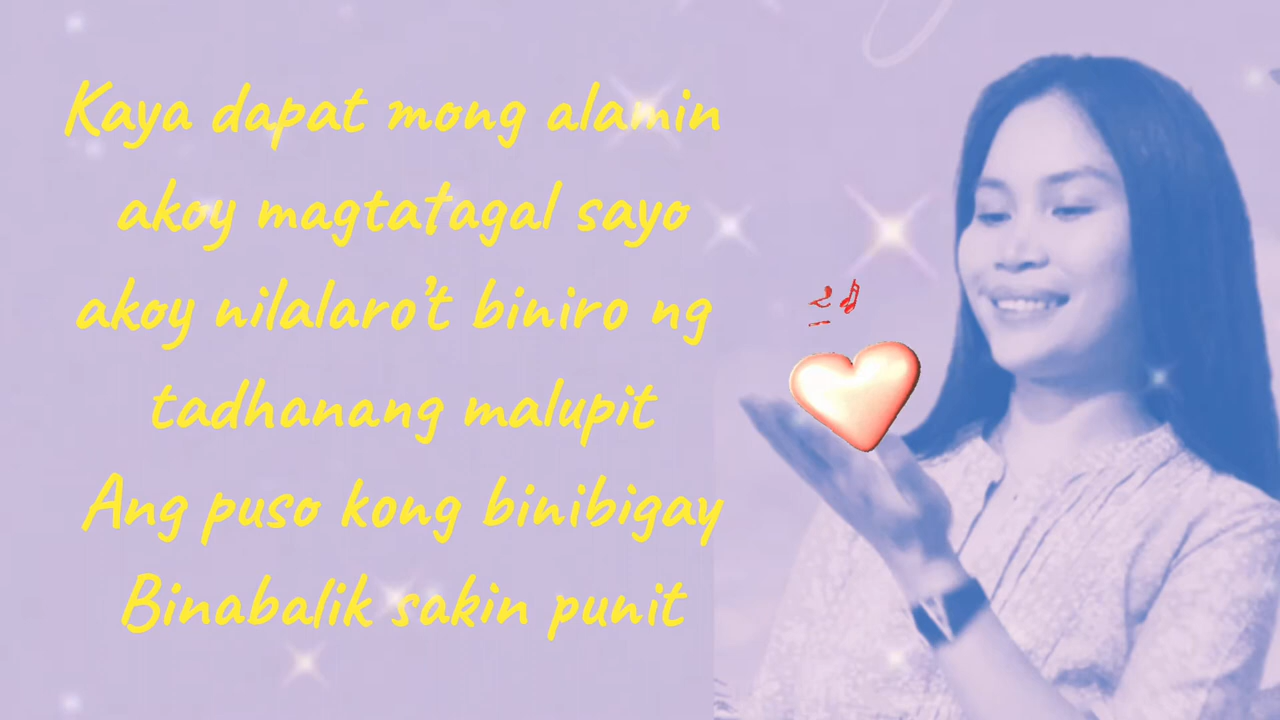 Kaya dapat mong alamin
akoy magtatagal sayo
akoy nilalaro't biniro ng
tadhanang malupit
Ang puso kong binibigay
Binabalik sakin punit